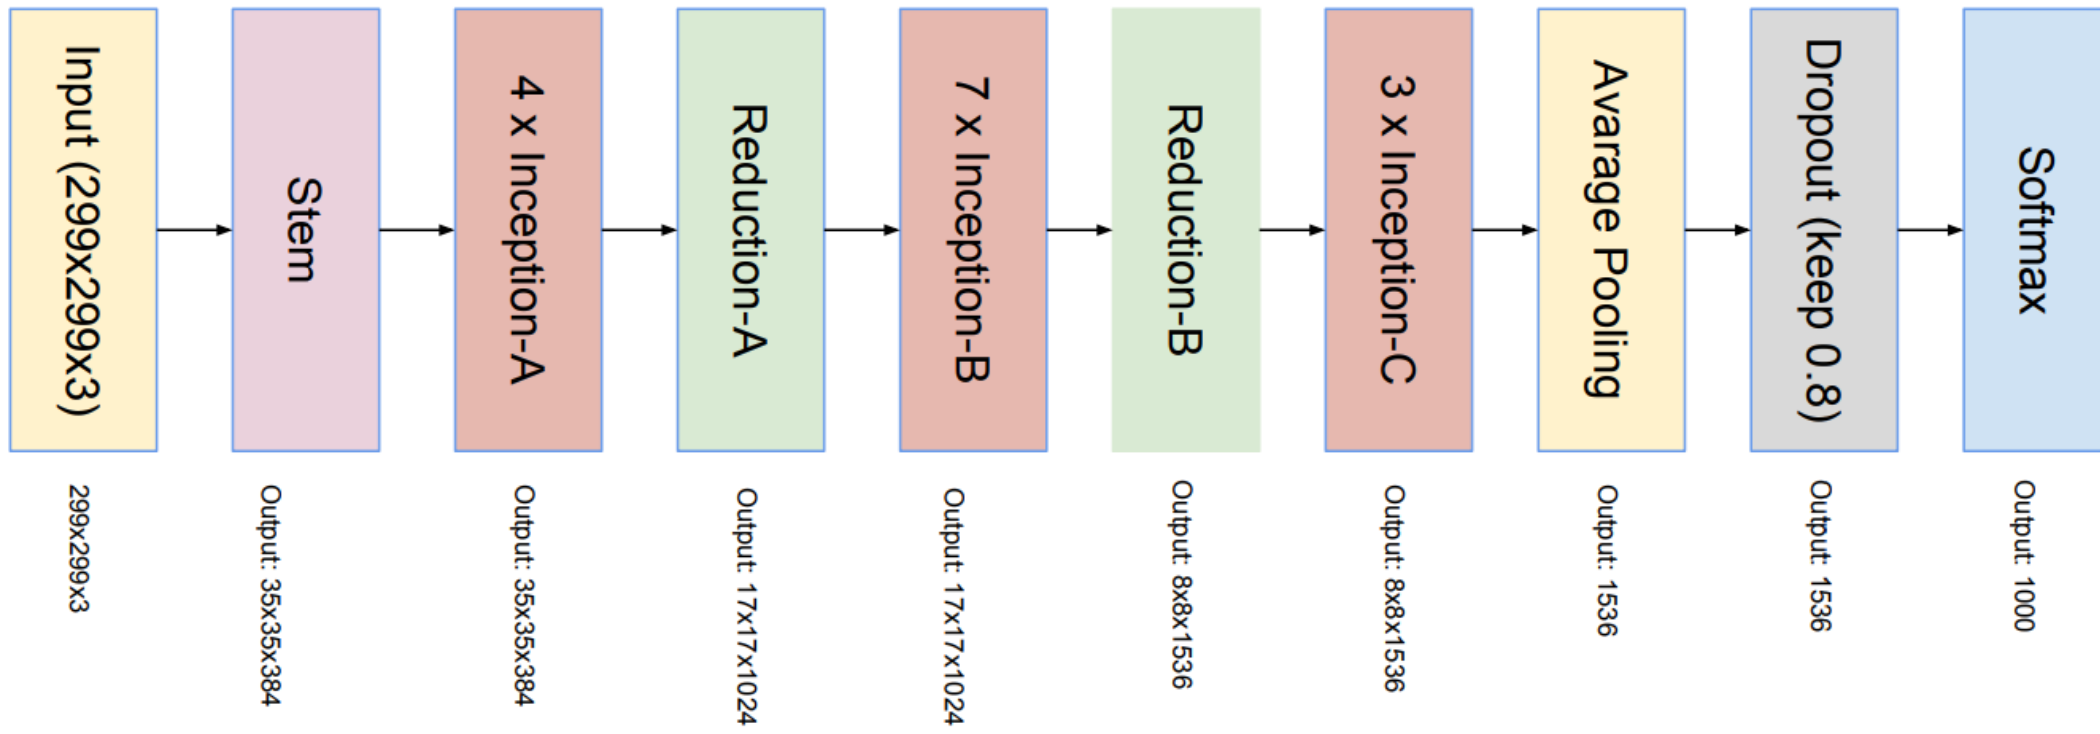 Input (299x299x3)
299x299x3
Stem
Output: 35x35x384
4 x Inception-A
Output: 35x35x384
Reduction-A
Output: 17x17x1024
7 x Inception-B
Output: 17x17x1024
Reduction-B
Output: 8x8x1536
3 x Inception-C
Output: 8x8x1536
Avarage Pooling
Output: 1536
Dropout (keep 0.8)
Output: 1536
Softmax
Output: 1000